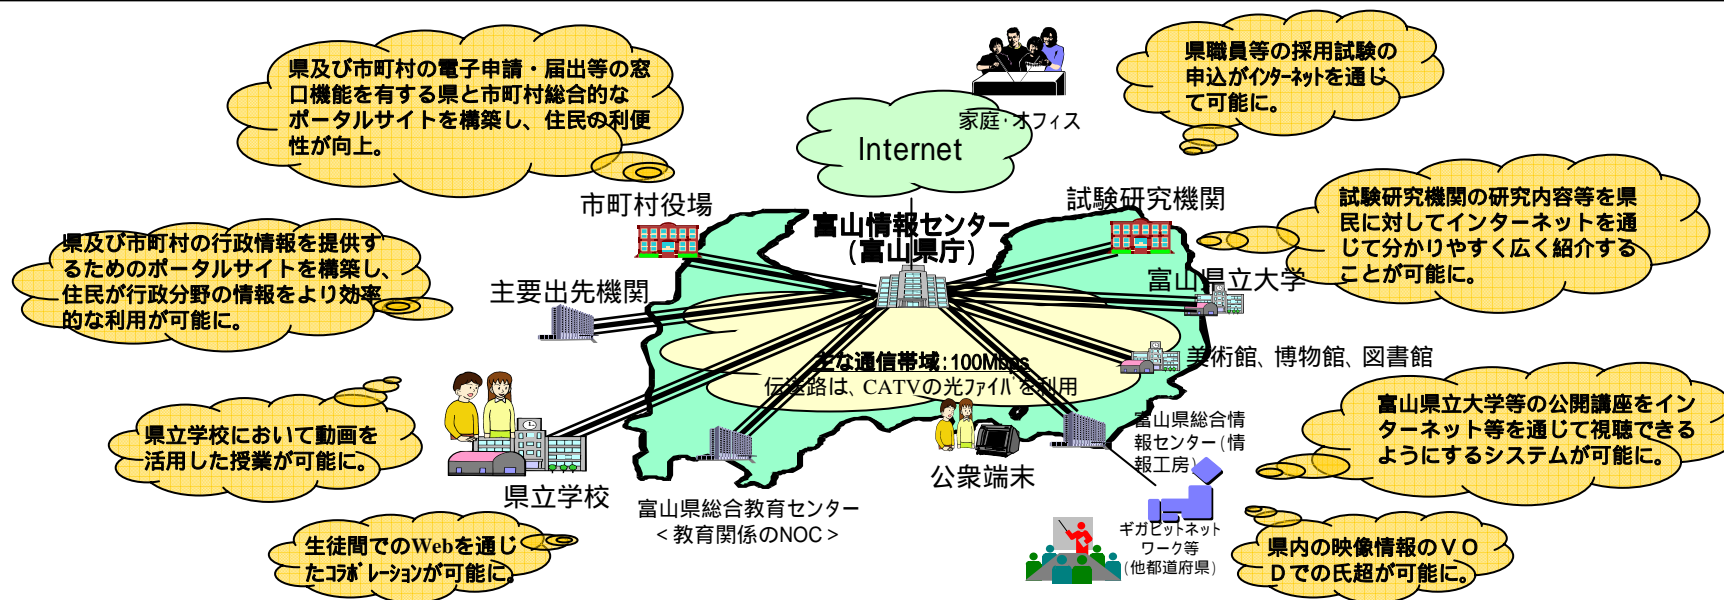 県及び市町村の電子申請・届出等の窓
口機能を有する県と市町村総合的な
ポータルサイトを構築し、住民の利便
性が向上。
家庭・オフィス
Internet
県職員等の採用試験の
申込がインターネットを通じ
て可能に。
市町村役場
富山情報センター
(富山県庁)
試験研究機関
試験研究機関の研究内容等を県
民に対してインターネットを通
じて分かりやすく広く紹介する
ことが可能に。
県及び市町村の行政情報を提供す
るためのポータルサイトを構築し、
住民が行政分野の情報をより効率
的な利用が可能に。
主要出先機関
富山県立大学
主な通信帯域:100Mbps
伝送路は、CATVの光ファイバを利用
美術館、博物館、図書館
県立学校において動画を
活用した授業が可能に。
県立学校
富山県総合教育センター
<教育関係のNOC>
公衆端末
富山県総合情
報センター(情
報工房)
富山県立大学等の公開講座をイン
ターネット等を通じて視聴できる
ようにするシステムが可能に。
生徒間でのWebを通じ
たコラボレーションが可能に。
ギガビットネット
ワーク等
(他都道府県)
県内の映像情報のVO
Dでの氏超が可能に。